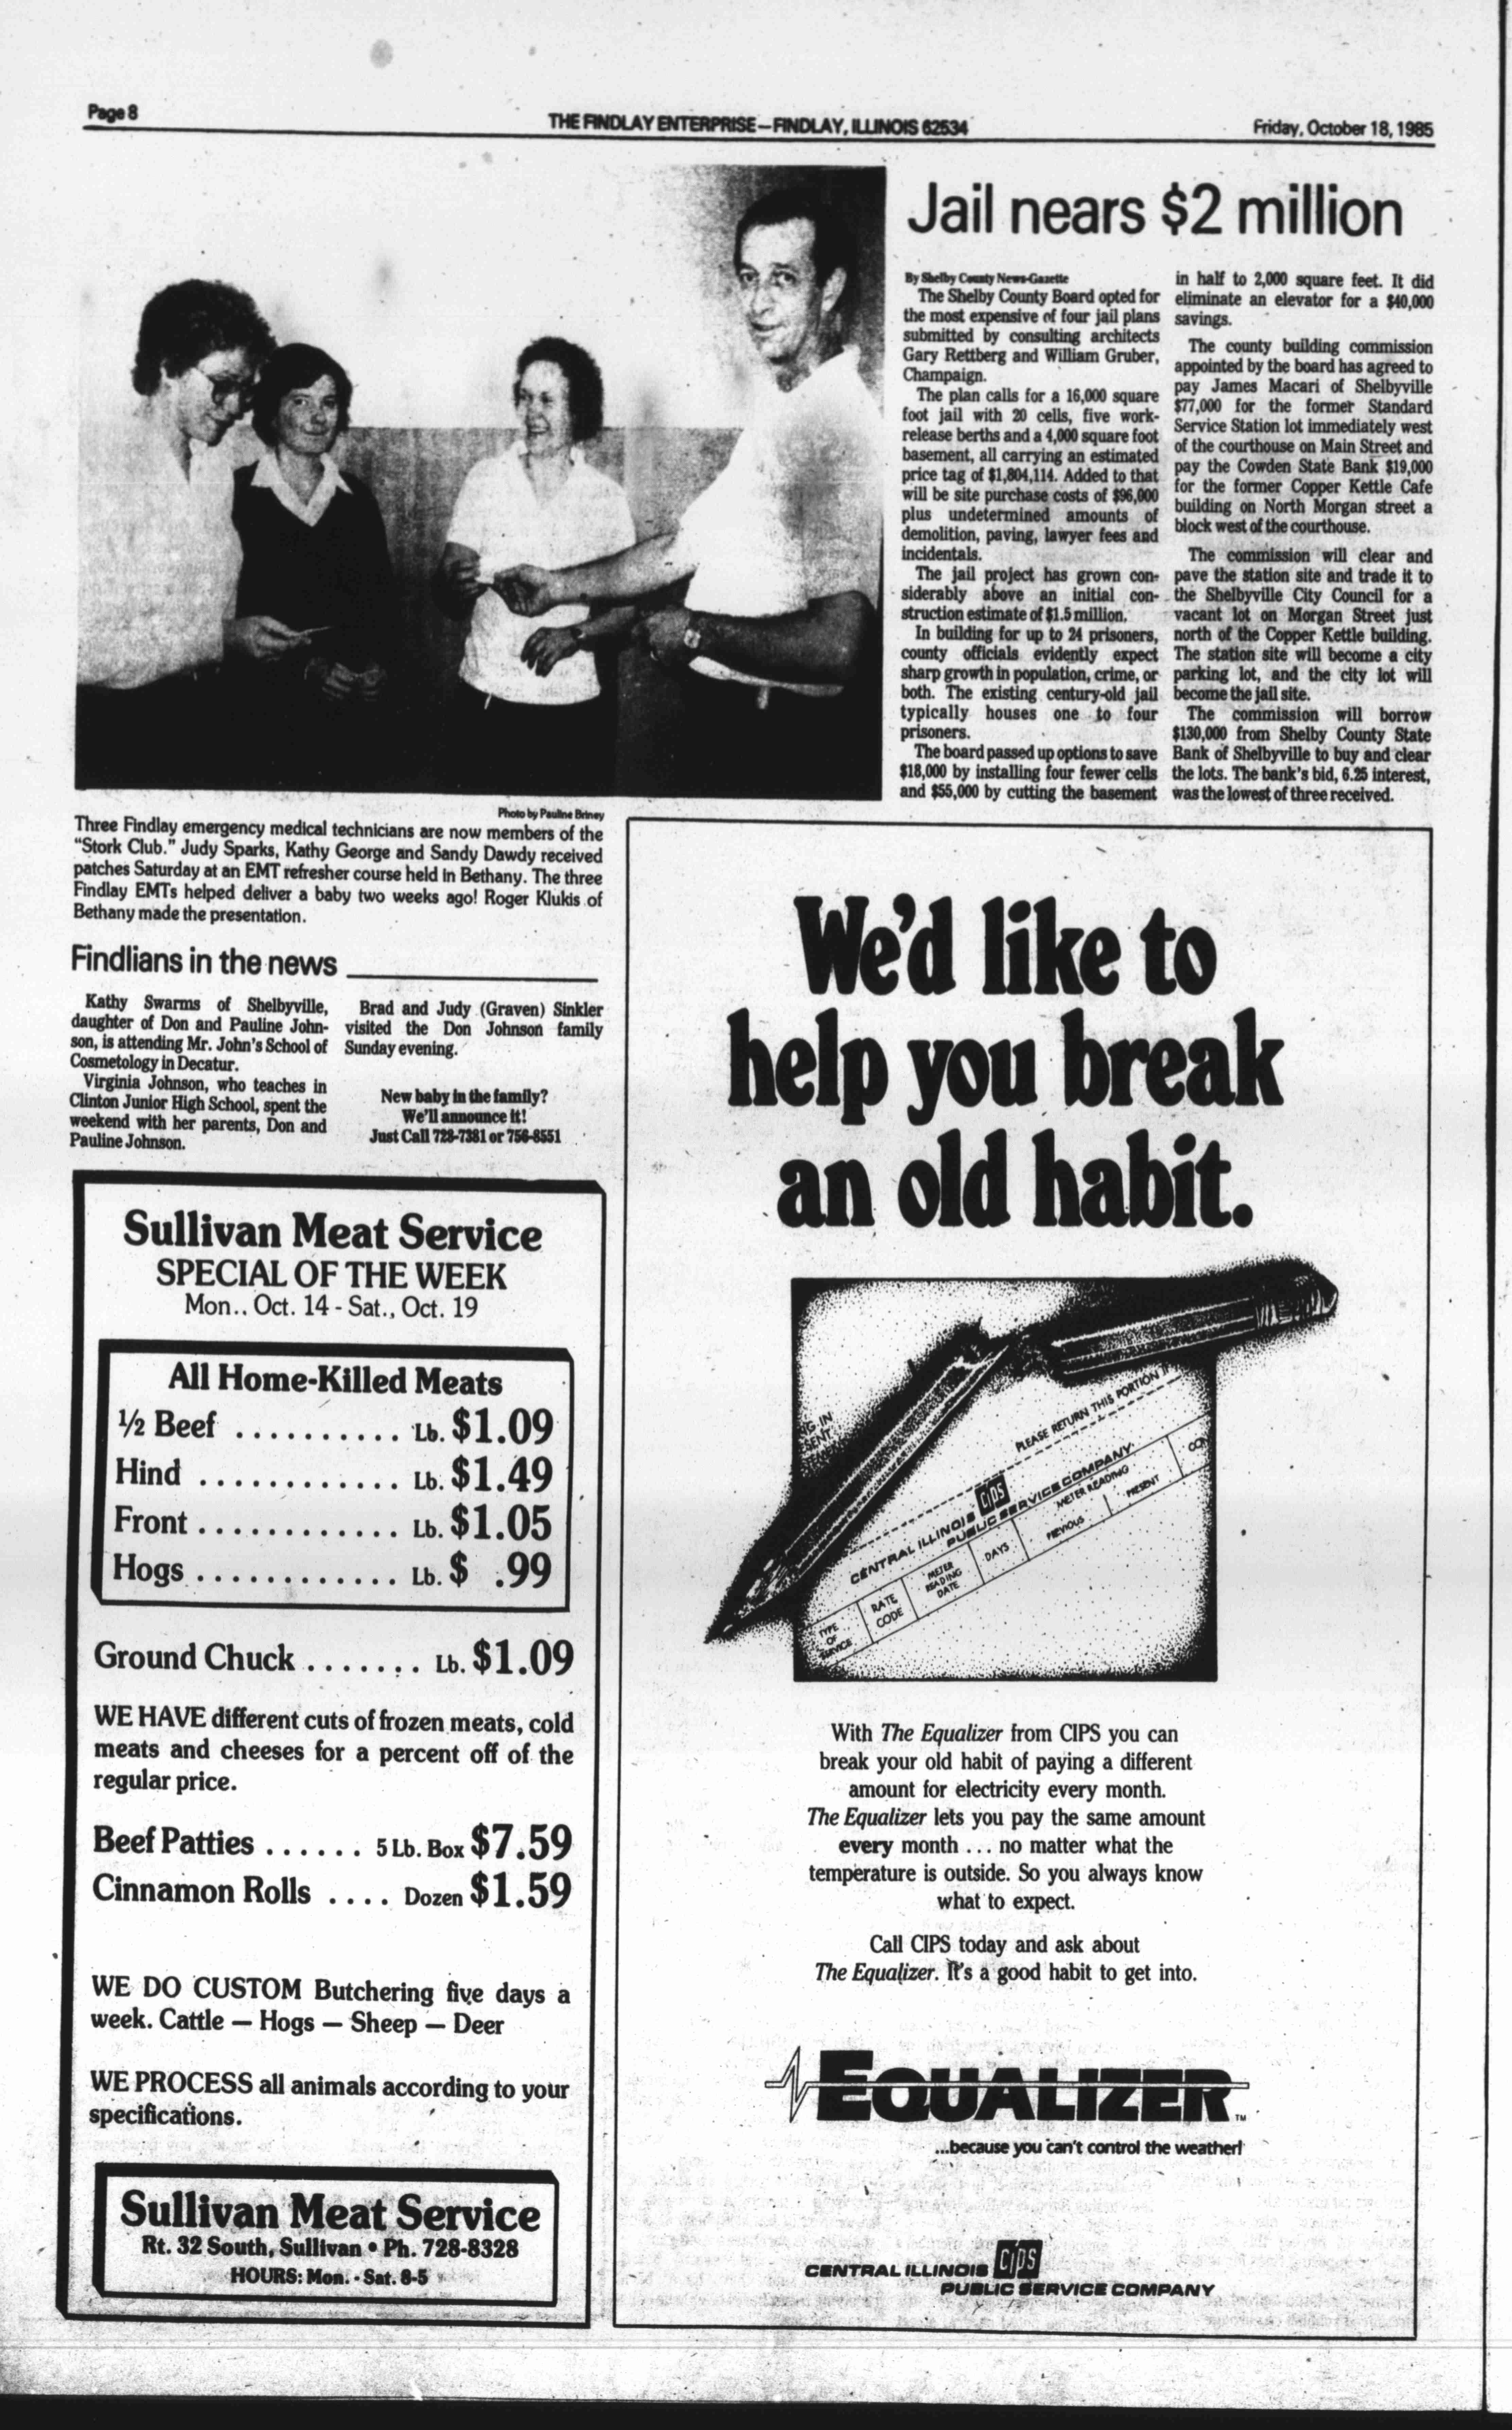 Page 8
THE FINDLAY ENTERPRISE—FINDLAY, ILLINOIS 62534
Friday, October 18, 1985
Jail nears $2 million
By Shelby County News-Gazette
The Shelby County Board opted for
the most expensive of four jail plans
submitted by consulting architects
Gary Rettberg and William Gruber,
Champaign.
The plan calls for a 16,000 square
foot jail with 20 cells, five work-
release berths and a 4,000 square foot
basement, all carrying an estimated
price tag of $1,804,114. Added to that
will be site purchase costs of $96,000
plus undetermined amounts of
demolition, paving, lawyer fees and
incidentals.
The jail project has grown con-
siderably above an initial con-
struction estimate of $1.5 million.
In building for up to 24 prisoners,
county officials evidently expect
sharp growth in population, crime, or
both. The existing century-old jail
typically houses one to four
prisoners.
The board passed up options to save
$18,000 by installing four fewer cells
and $55,000 by cutting the basement
in half to 2,000 square feet. It did
eliminate an elevator for a $40,000
savings.
The county building commission
appointed by the board has agreed to
pay James Macari of Shelbyville
$77,000 for the former Standard
Service Station lot immediately west
of the courthouse on Main Street and
pay the Cowden State Bank $19,000
for the former Copper Kettle Cafe
building on North Morgan street a
block west of the courthouse.
The commission will clear and
pave the station site and trade it to
the Shelbyville City Council for a
vacant lot on Morgan Street just
north of the Copper Kettle building.
The station site will become a city
parking lot, and the city lot will
become the jail site.
The commission will borrow
$130,000 from Shelby County State
Bank of Shelbyville to buy and clear
the lots. The bank's bid, 6.25 interest,
was the lowest of three received.
Photo by Pauline Briney
Three Findlay emergency medical technicians are now members of the
"Stork Club." Judy Sparks, Kathy George and Sandy Dawdy received
patches Saturday at an EMT refresher course held in Bethany. The three
Findlay EMTs helped deliver a baby two weeks ago! Roger Klukis of
Bethany made the presentation.
Findlians in the news
Kathy Swarms of Shelbyville,
daughter of Don and Pauline John-
son, is attending Mr. John's School of
Cosmetology in Decatur.
Virginia Johnson, who teaches in
Clinton Junior High School, spent the
weekend with her parents, Don and
Pauline Johnson.
Brad and Judy (Graven) Sinkler
visited the Don Johnson family
Sunday evening.
New baby in the family?
We'll announce it!
Just Call 728-7381 or 756-8551
Sullivan Meat Service
SPECIAL OF THE WEEK
Mon.. Oct. 14 - Sat., Oct. 19
All Home-Killed Meats
½ Beef .......... Lb. $1.09
Hind ............ Lb. $1.49
Front ............ Lb. $1.05
Hogs ............ Lb. $ .99
Ground Chuck ....... Lb. $1.09
WE HAVE different cuts of frozen meats, cold
meats and cheeses for a percent off of the
regular price.
Beef Patties ...... 5 Lb. Box $7.59
Cinnamon Rolls .... Dozen $1.59
WE DO CUSTOM Butchering five days a
week. Cattle — Hogs — Sheep — Deer
WE PROCESS all animals according to your
specifications.
Sullivan Meat Service
Rt. 32 South, Sullivan • Ph. 728-8328
HOURS: Mon. - Sat. 8-5
We'd like to
help you break
an old habit.
PLEASE RETURN THIS PORTION
CIPS
CENTRAL ILLINOIS
PUBLIC SERVICE COMPANY
TYPE OF SERVICE
RATE CODE
METER READING DATE
DAYS
METER READING
PREVIOUS
PRESENT
With The Equalizer from CIPS you can
break your old habit of paying a different
amount for electricity every month.
The Equalizer lets you pay the same amount
every month ... no matter what the
temperature is outside. So you always know
what to expect.
Call CIPS today and ask about
The Equalizer. It's a good habit to get into.
EQUALIZER™
...because you can't control the weather!
CENTRAL ILLINOIS CIPS
PUBLIC SERVICE COMPANY